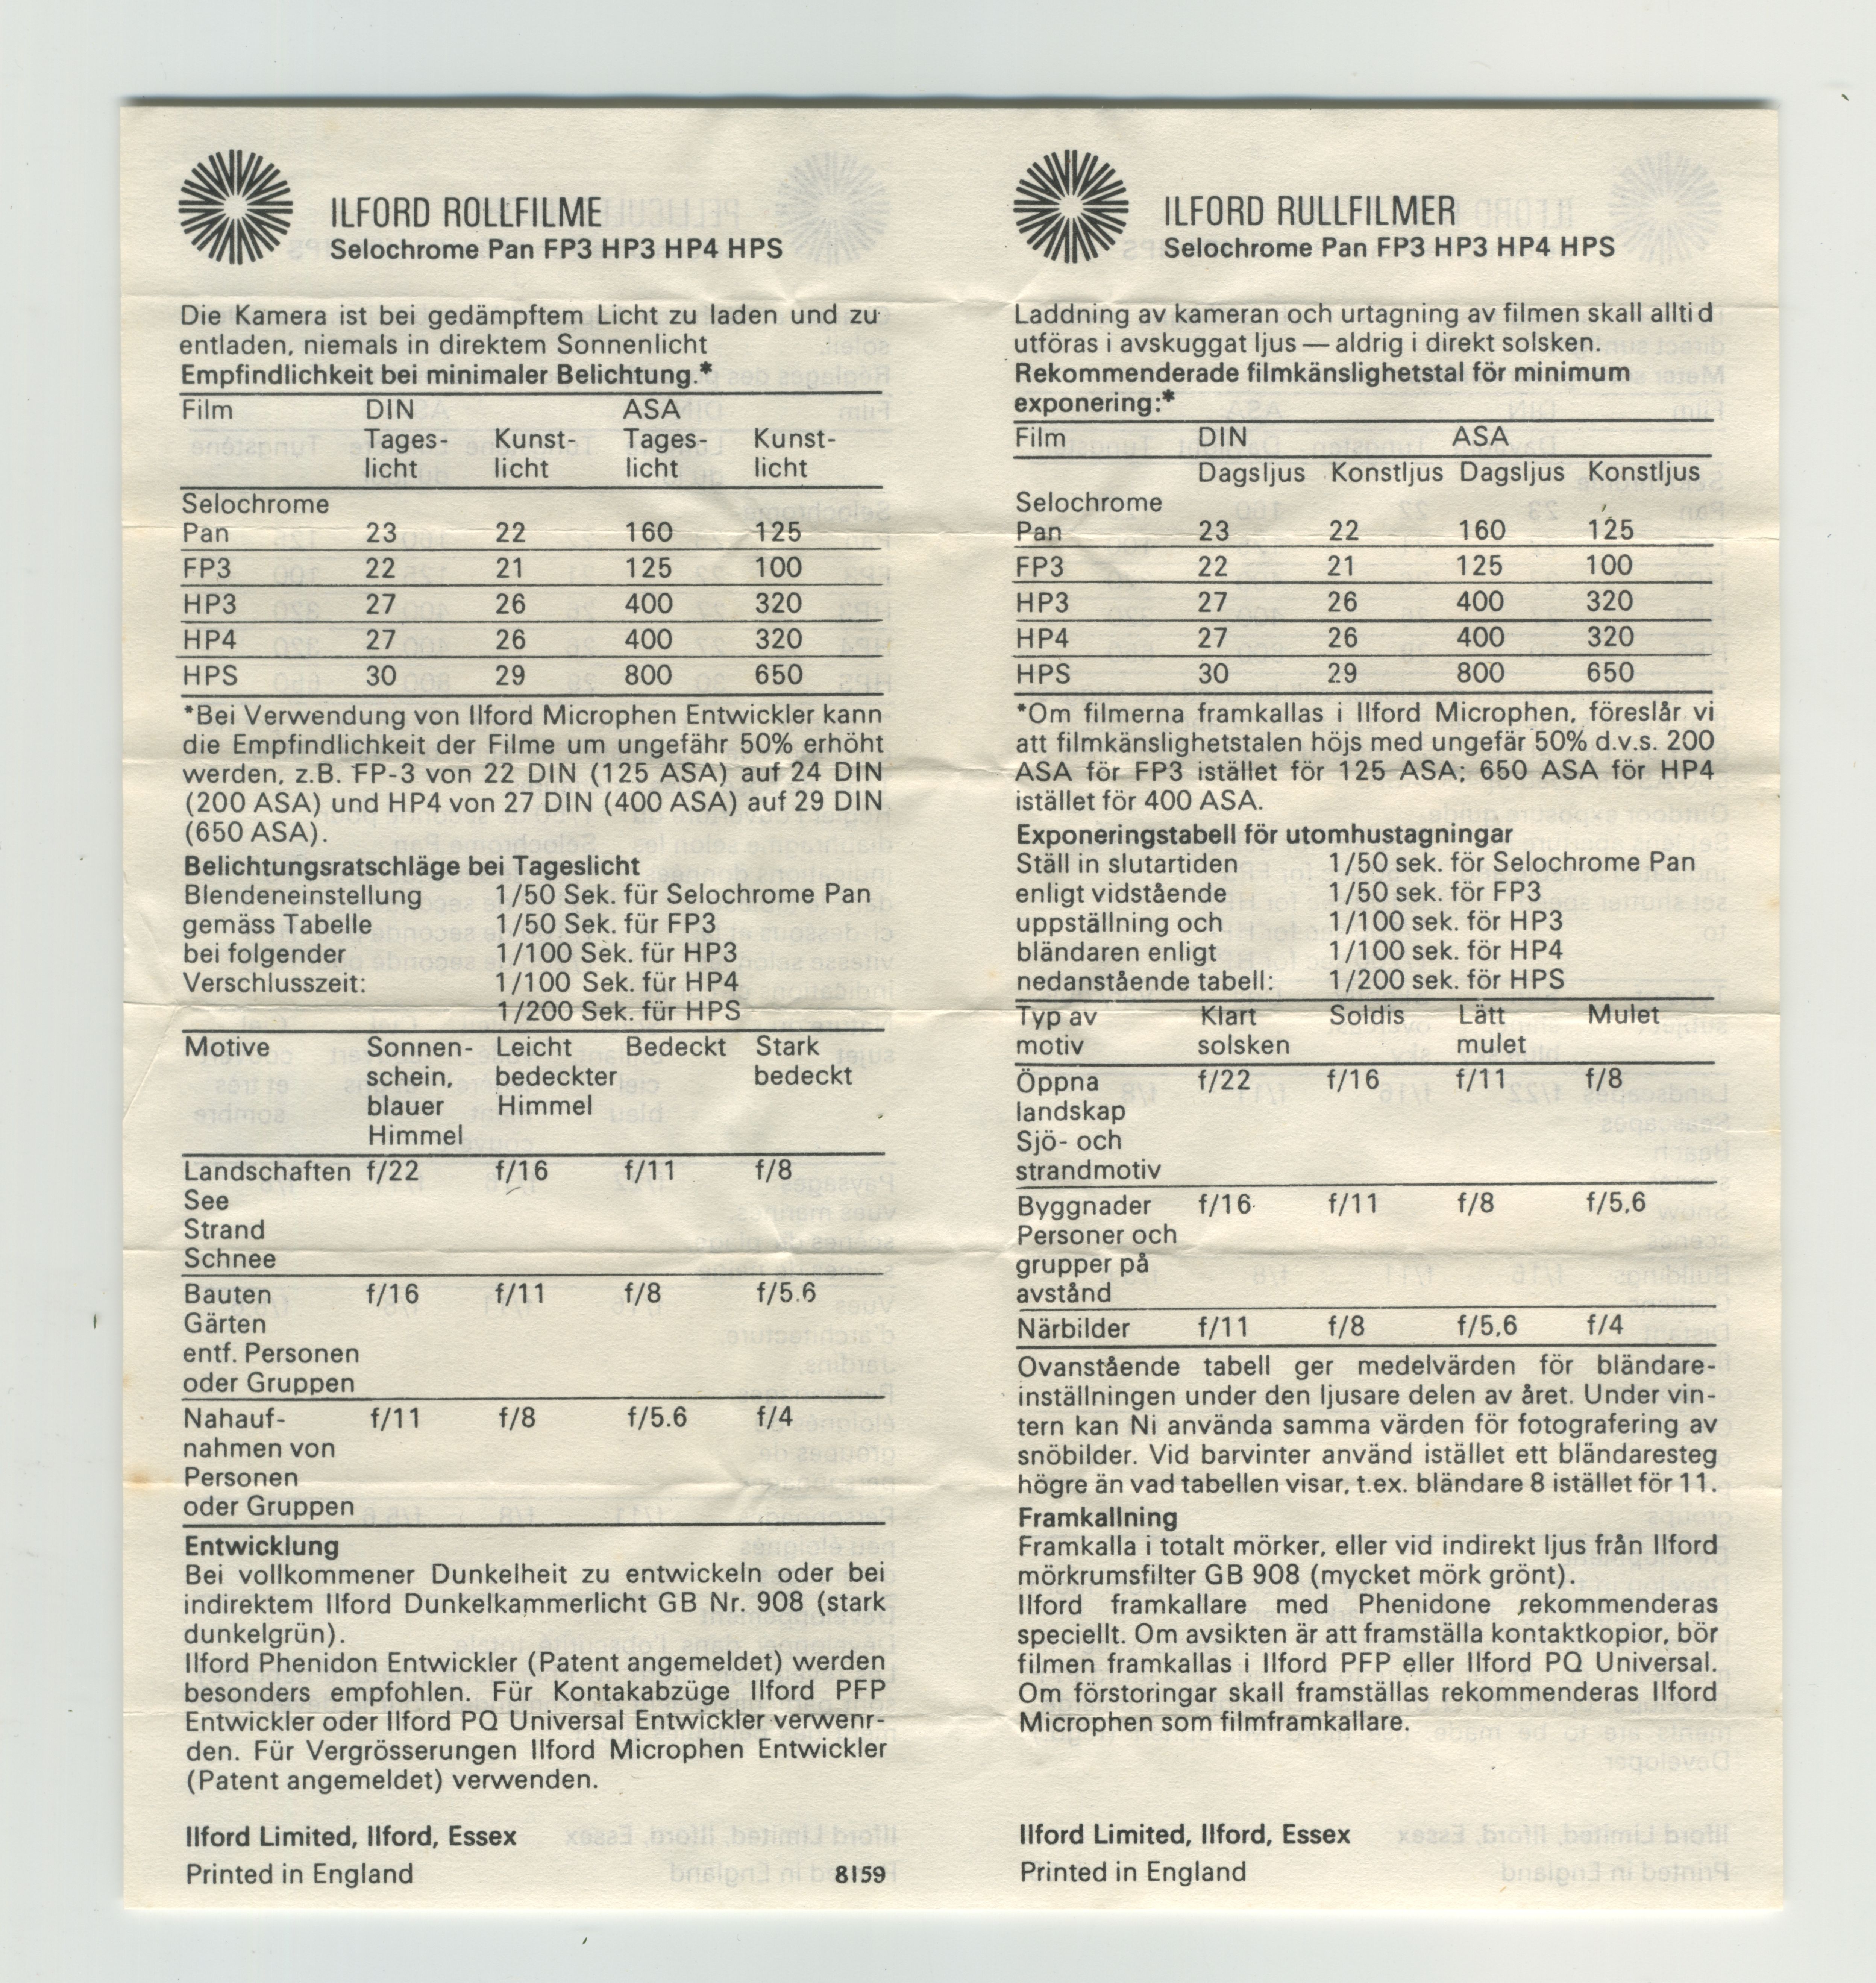 ILFORD ROLLFILME
Selochrome Pan FP3 HP3 HP4 HPS
Die Kamera ist bei gedämpftem Licht zu laden und zu
entladen, niemals in direktem Sonnenlicht
Empfindlichkeit bei minimaler Belichtung.*
Film DIN ASA
Tages- Kunst- Tages- Kunst-
licht licht licht licht
Selochrome
Pan 23 22 160 125
FP3 22 21 125 100
HP3 27 26 400 320
HP4 27 26 400 320
HPS 30 29 800 650
*Bei Verwendung von Ilford Microphen Entwickler kann
die Empfindlichkeit der Filme um ungefähr 50% erhöht
werden, z.B. FP-3 von 22 DIN (125 ASA) auf 24 DIN
(200 ASA) und HP4 von 27 DIN (400 ASA) auf 29 DIN
(650 ASA).
Belichtungsratschläge bei Tageslicht
Blendeneinstellung 1/50 Sek. für Selochrome Pan
gemäss Tabelle 1/50 Sek. für FP3
bei folgender 1/100 Sek. für HP3
Verschlusszeit: 1/100 Sek. für HP4
1/200 Sek. für HPS
Motive Sonnen- Leicht Bedeckt Stark
schein, bedeckter bedeckt
blauer Himmel
Himmel
Landschaften f/22 f/16 f/11 f/8
See
Strand
Schnee
Bauten f/16 f/11 f/8 f/5.6
Gärten
entf. Personen
oder Gruppen
Nahauf- f/11 f/8 f/5.6 f/4
nahmen von
Personen
oder Gruppen
Entwicklung
Bei vollkommener Dunkelheit zu entwickeln oder bei
indirektem Ilford Dunkelkammerlicht GB Nr. 908 (stark
dunkelgrün).
Ilford Phenidon Entwickler (Patent angemeldet) werden
besonders empfohlen. Für Kontakabzüge Ilford PFP
Entwickler oder Ilford PQ Universal Entwickler verwenr-
den. Für Vergrösserungen Ilford Microphen Entwickler
(Patent angemeldet) verwenden.
Ilford Limited, Ilford, Essex
Printed in England 8159
ILFORD RULLFILMER
Selochrome Pan FP3 HP3 HP4 HPS
Laddning av kameran och urtagning av filmen skall alltid
utföras i avskuggat ljus — aldrig i direkt solsken.
Rekommenderade filmkänslighetstal för minimum
exponering:*
Film DIN ASA
Dagsljus Konstljus Dagsljus Konstljus
Selochrome
Pan 23 22 160 125
FP3 22 21 125 100
HP3 27 26 400 320
HP4 27 26 400 320
HPS 30 29 800 650
*Om filmerna framkallas i Ilford Microphen, föreslår vi
att filmkänslighetstalen höjs med ungefär 50% d.v.s. 200
ASA för FP3 istället för 125 ASA; 650 ASA för HP4
istället för 400 ASA.
Exponeringstabell för utomhustagningar
Ställ in slutartiden 1/50 sek. för Selochrome Pan
enligt vidstående 1/50 sek. för FP3
uppställning och 1/100 sek. för HP3
bländaren enligt 1/100 sek. för HP4
nedanstående tabell: 1/200 sek. för HPS
Typ av Klart Soldis Lätt Mulet
motiv solsken mulet
Öppna f/22 f/16 f/11 f/8
landskap
Sjö- och
strandmotiv
Byggnader f/16 f/11 f/8 f/5,6
Personer och
grupper på
avstånd
Närbilder f/11 f/8 f/5,6 f/4
Ovanstående tabell ger medelvärden för bländare-
inställningen under den ljusare delen av året. Under vin-
tern kan Ni använda samma värden för fotografering av
snöbilder. Vid barvinter använd istället ett bländaresteg
högre än vad tabellen visar, t.ex. bländare 8 istället för 11.
Framkallning
Framkalla i totalt mörker, eller vid indirekt ljus från Ilford
mörkrumsfilter GB 908 (mycket mörk grönt).
Ilford framkallare med Phenidone rekommenderas
speciellt. Om avsikten är att framställa kontaktkopior, bör
filmen framkallas i Ilford PFP eller Ilford PQ Universal.
Om förstoringar skall framställas rekommenderas Ilford
Microphen som filmframkallare.
Ilford Limited, Ilford, Essex
Printed in England